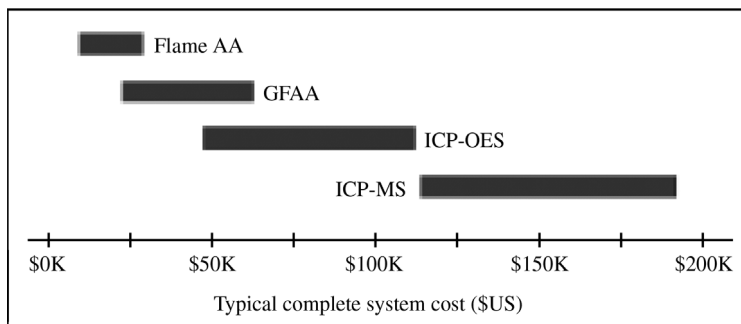 Flame AA
GFAA
ICP-OES
ICP-MS
$0K $50K $100K $150K $200K
Typical complete system cost ($US)